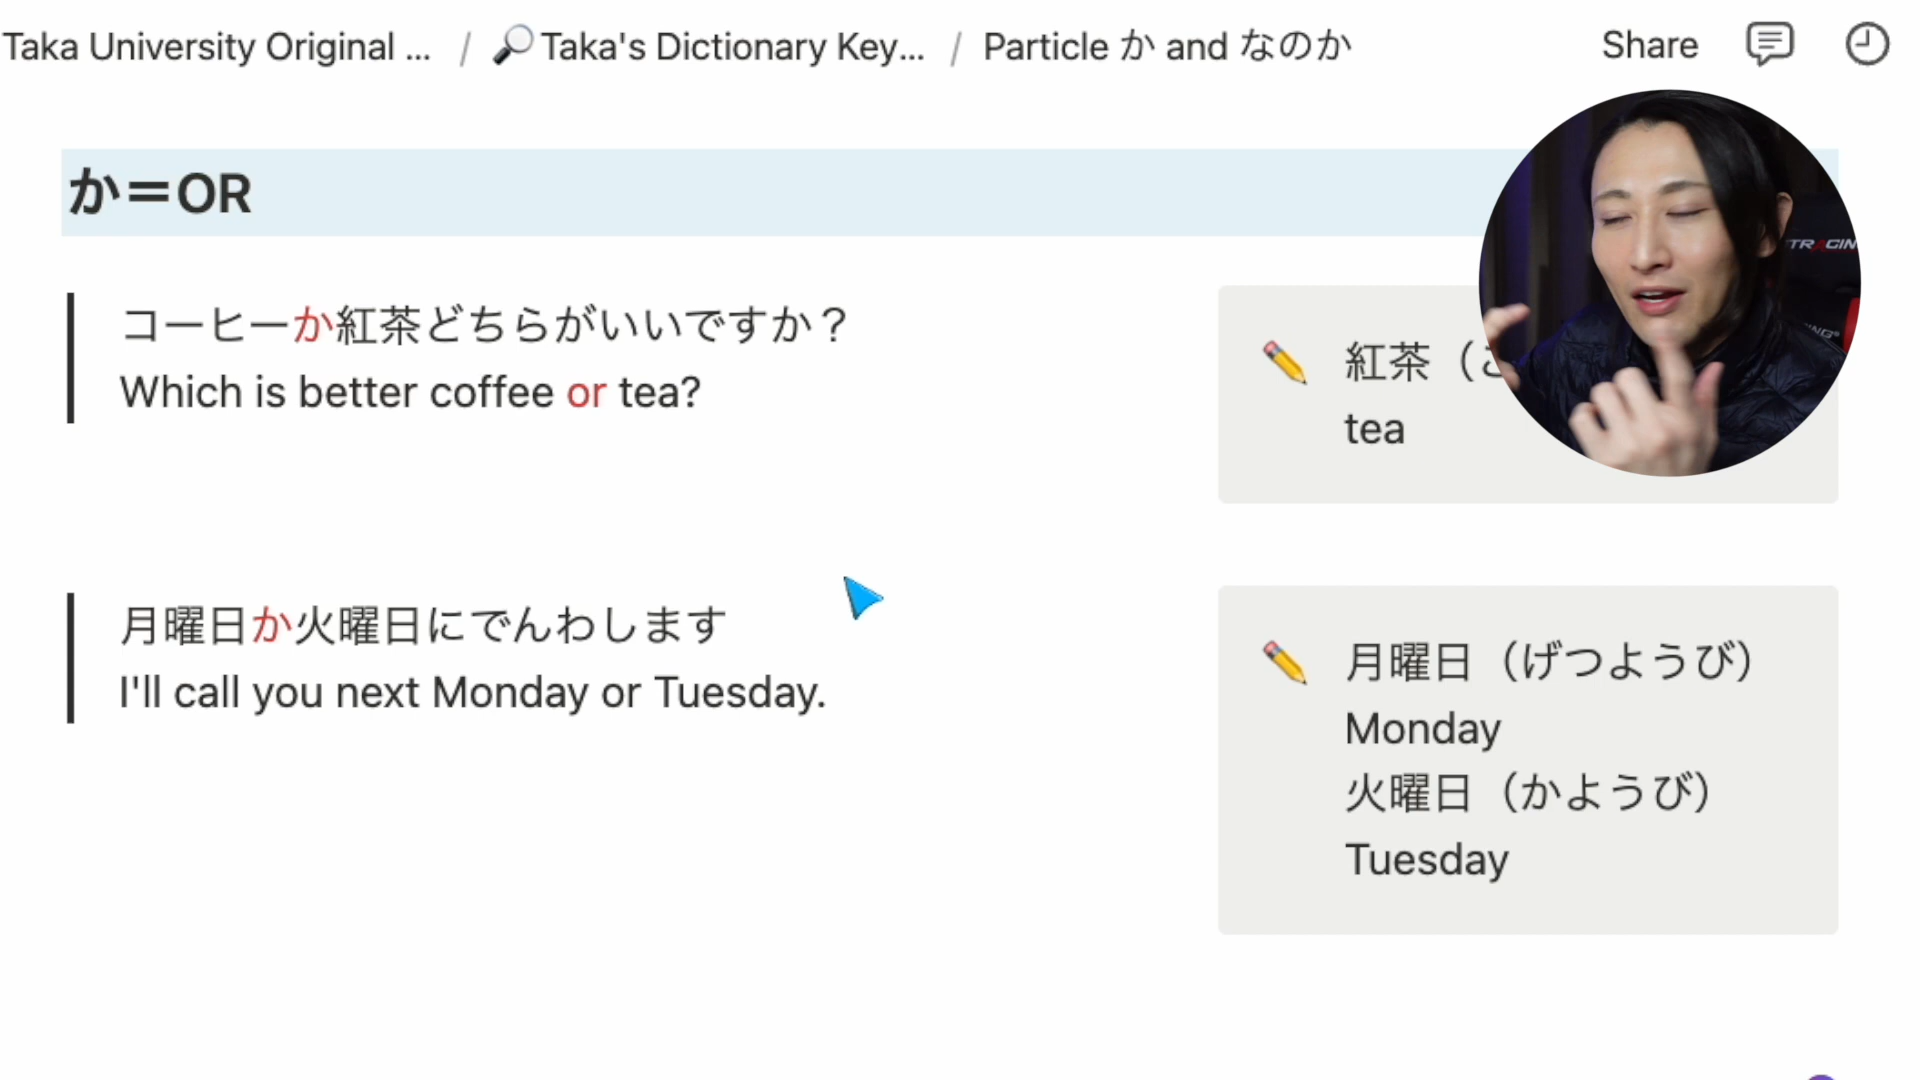 Taka University Original ... / Taka's Dictionary Key... / Particle か and なのか
Share
か＝OR
コーヒーか紅茶どちらがいいですか？
Which is better coffee or tea?
紅茶（こ
tea
月曜日か火曜日にでんわします
I'll call you next Monday or Tuesday.
月曜日（げつようび）
Monday
火曜日（かようび）
Tuesday